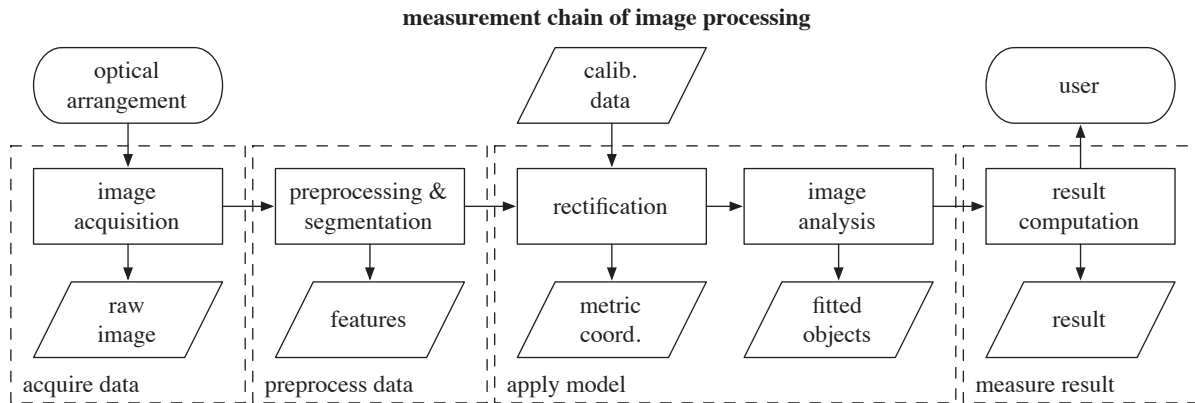 measurement chain of image processing
optical
arrangement
calib.
data
user
image
acquisition
preprocessing &
segmentation
rectification
image
analysis
result
computation
raw
image
features
metric
coord.
fitted
objects
result
acquire data
preprocess data
apply model
measure result